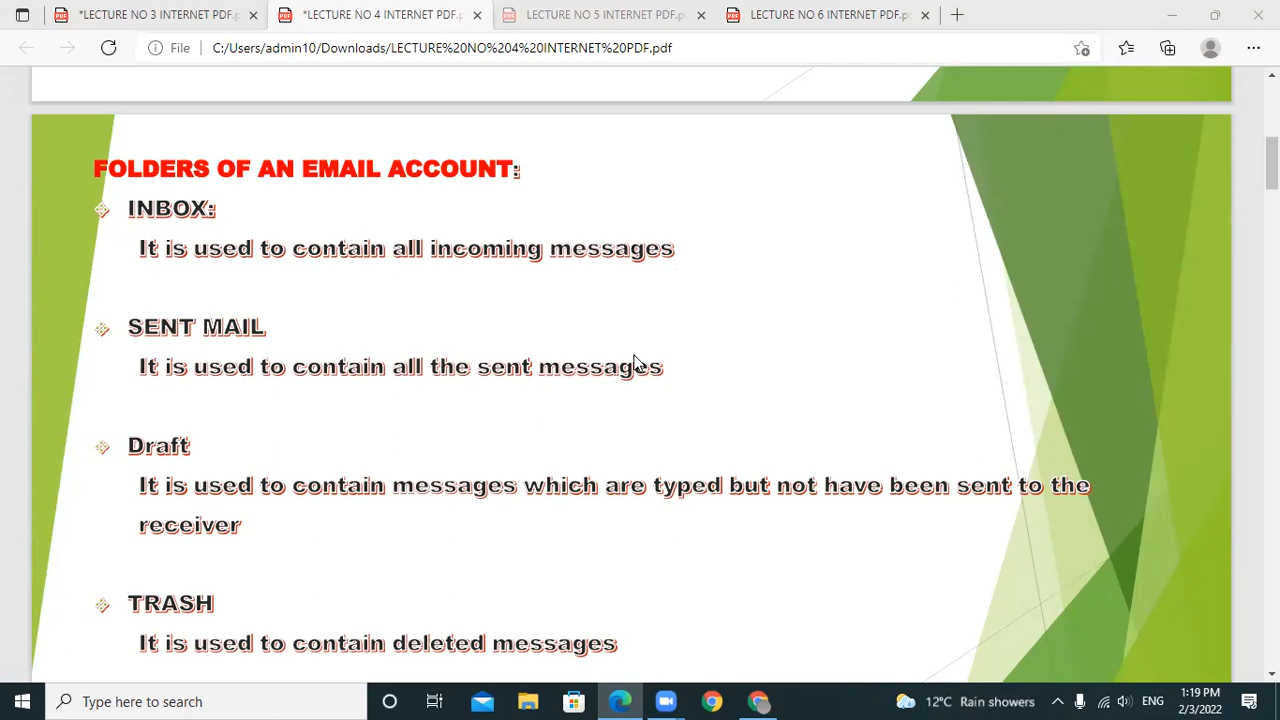 *LECTURE NO 3 INTERNET PDF.p
*LECTURE NO 4 INTERNET PDF.p
LECTURE NO 5 INTERNET PDF.p
LECTURE NO 6 INTERNET PDF.pc
File C:/Users/admin10/Downloads/LECTURE%20NO%204%20INTERNET%20PDF.pdf
FOLDERS OF AN EMAIL ACCOUNT:
INBOX:
It is used to contain all incoming messages
SENT MAIL
It is used to contain all the sent messages
Draft
It is used to contain messages which are typed but not have been sent to the
receiver
TRASH
It is used to contain deleted messages
Type here to search
12°C Rain showers
ENG
1:19 PM
2/3/2022